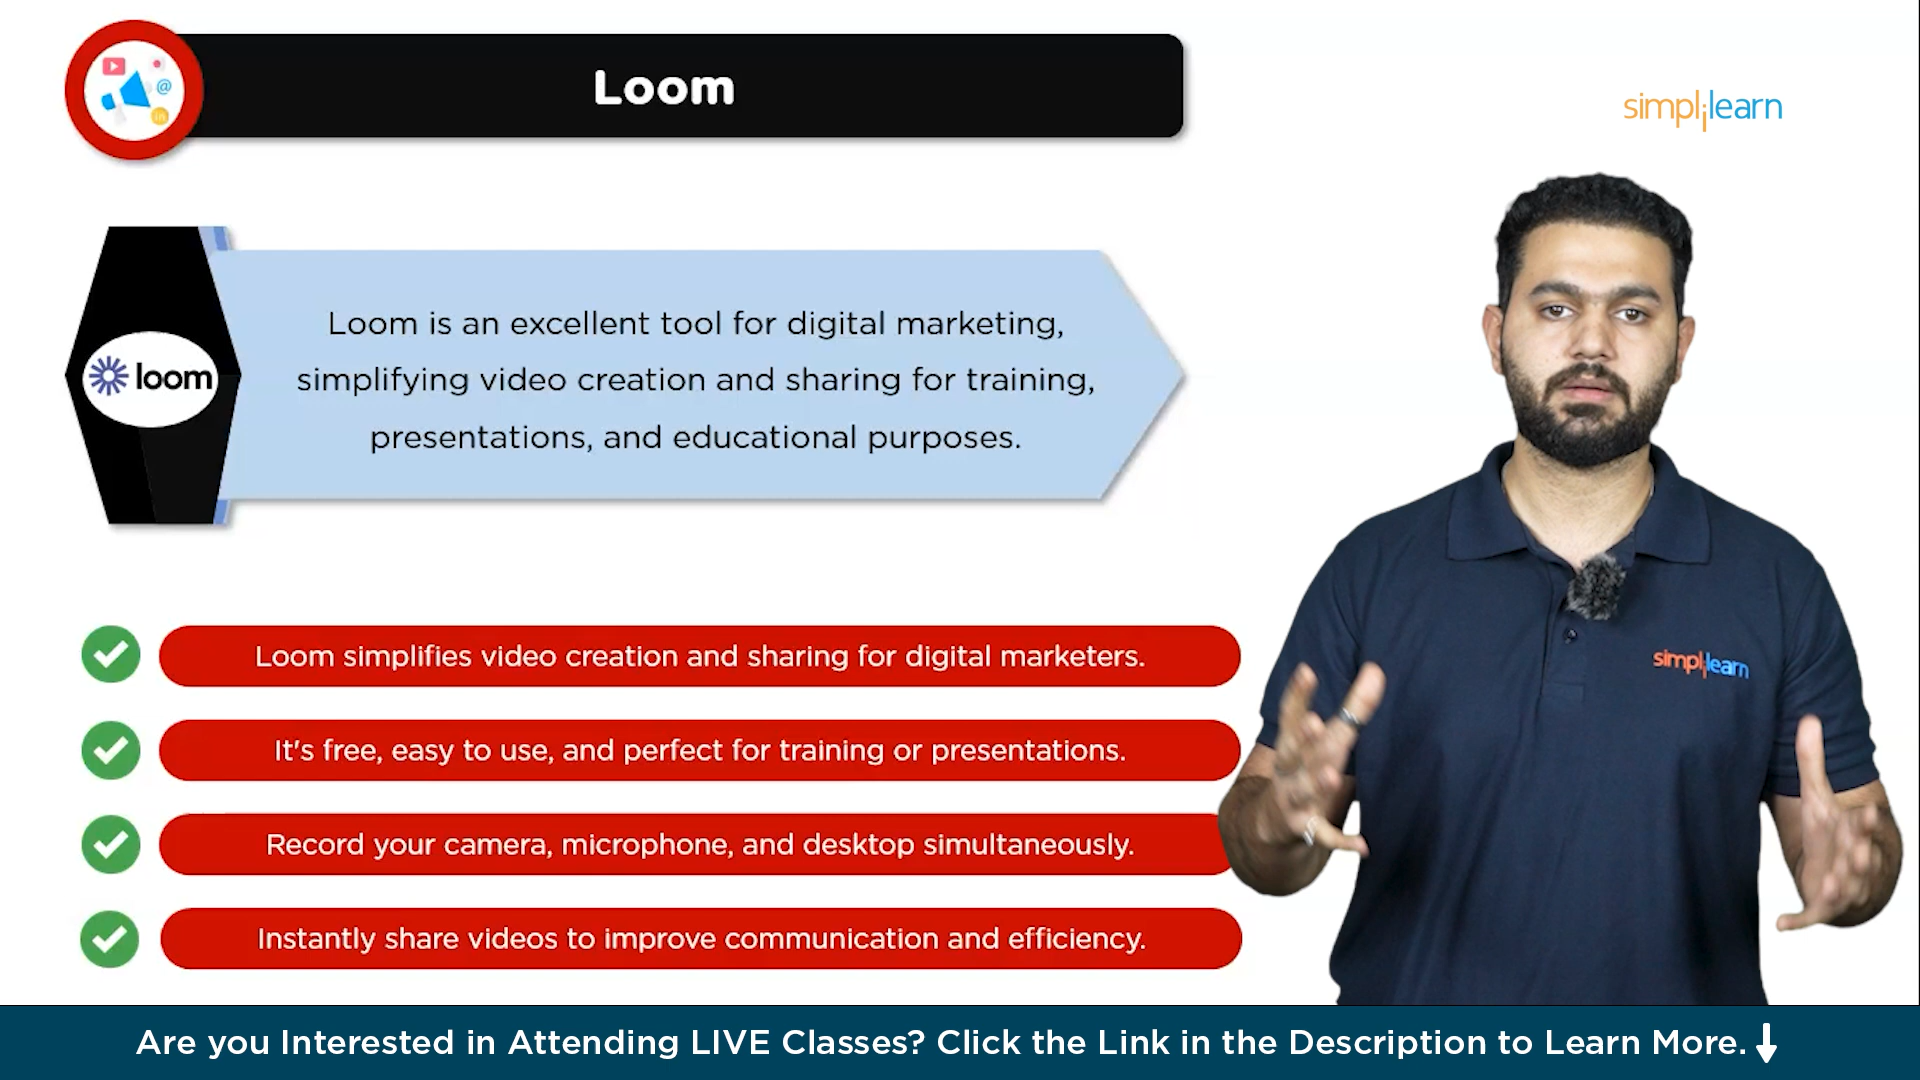 Loom
simplilearn
loom
Loom is an excellent tool for digital marketing,
simplifying video creation and sharing for training,
presentations, and educational purposes.
Loom simplifies video creation and sharing for digital marketers.
It's free, easy to use, and perfect for training or presentations.
Record your camera, microphone, and desktop simultaneously.
Instantly share videos to improve communication and efficiency.
simplilearn
Are you Interested in Attending LIVE Classes? Click the Link in the Description to Learn More.